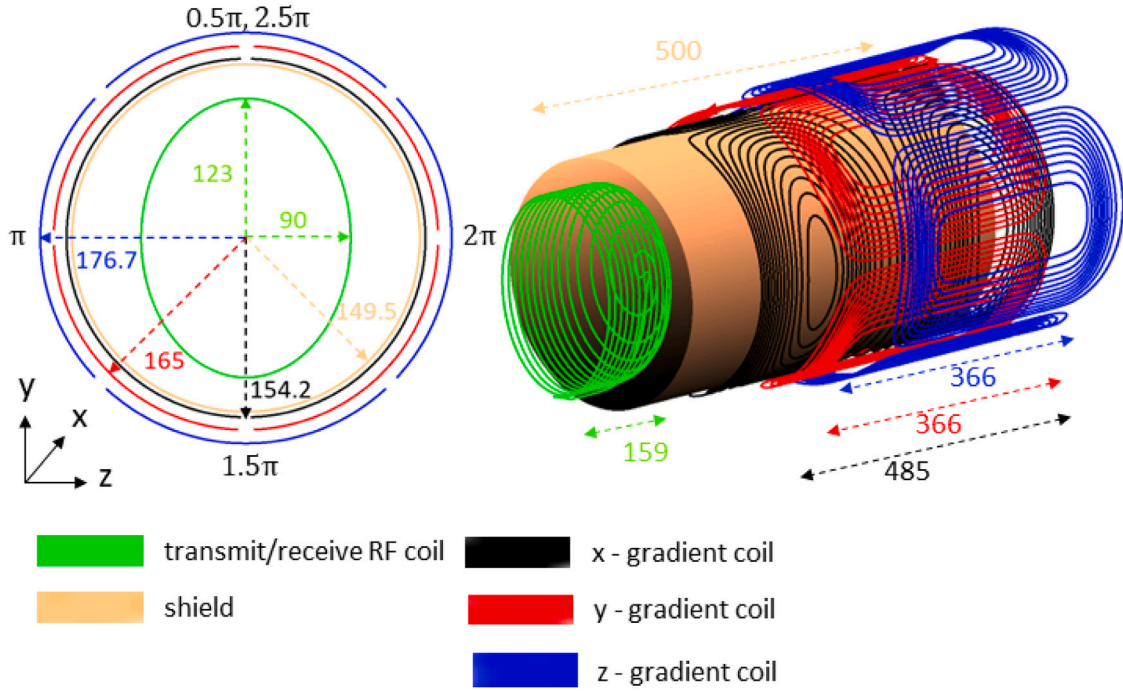 0.5π, 2.5π
500
123
90
π
2π
176.7
149.5
165
154.2
y
x
z
1.5π
366
366
159
485
transmit/receive RF coil
x - gradient coil
shield
y - gradient coil
z - gradient coil